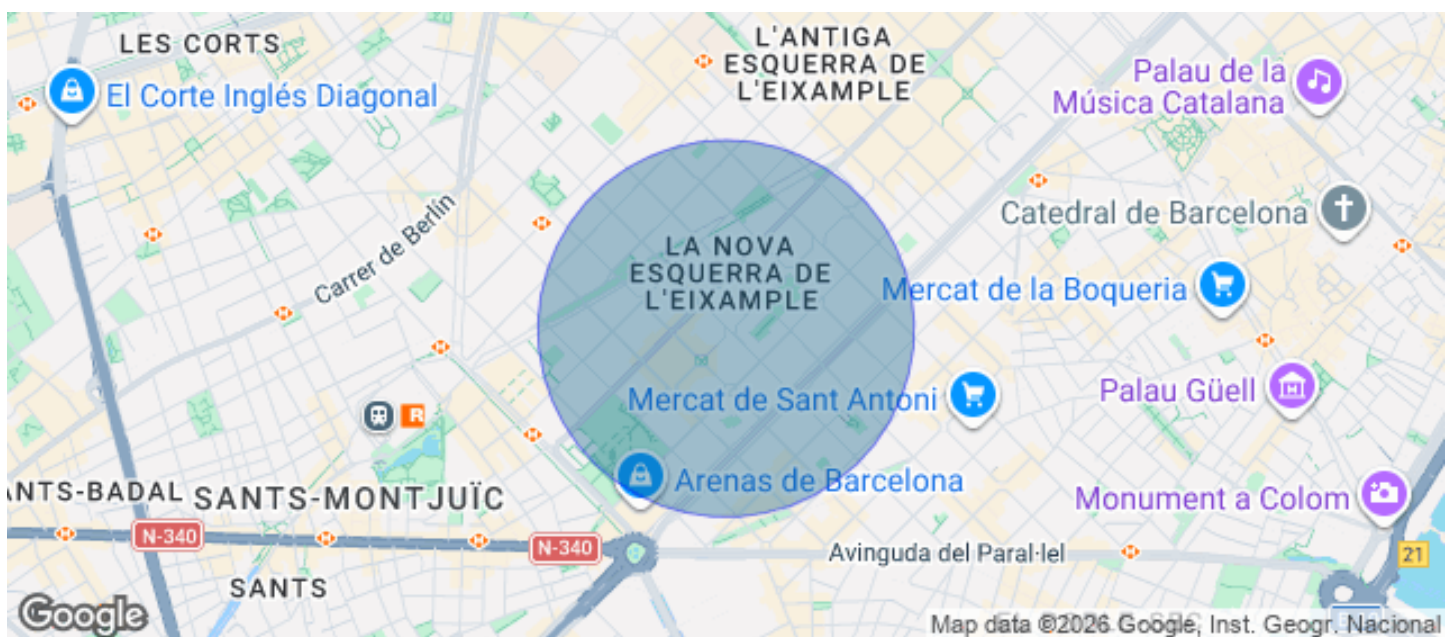 LES CORTS
El Corte Inglés Diagonal
L'ANTIGA
ESQUERRA DE
L'EIXAMPLE
Palau de la
Música Catalana
Carrer de Berlín
LA NOVA
ESQUERRA DE
L'EIXAMPLE
Catedral de Barcelona
Mercat de la Boqueria
Mercat de Sant Antoni
Palau Güell
R
Arenas de Barcelona
Monument a Colom
ANTS-BADAL
SANTS-MONTJUÏC
N-340
N-340
Avinguda del Paral·lel
21
SANTS
Google
Map data ©2026 Google, Inst. Geogr. Nacional